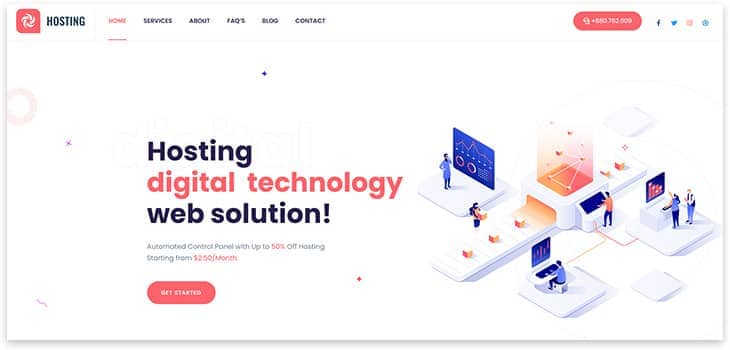 HOSTING
HOME SERVICES ABOUT FAQ'S BLOG CONTACT
+880.762.009
digital
Hosting
digital technology
web solution!
Automated Control Panel with Up to 50% Off Hosting
Starting from $2.50/Month.
GET STARTED